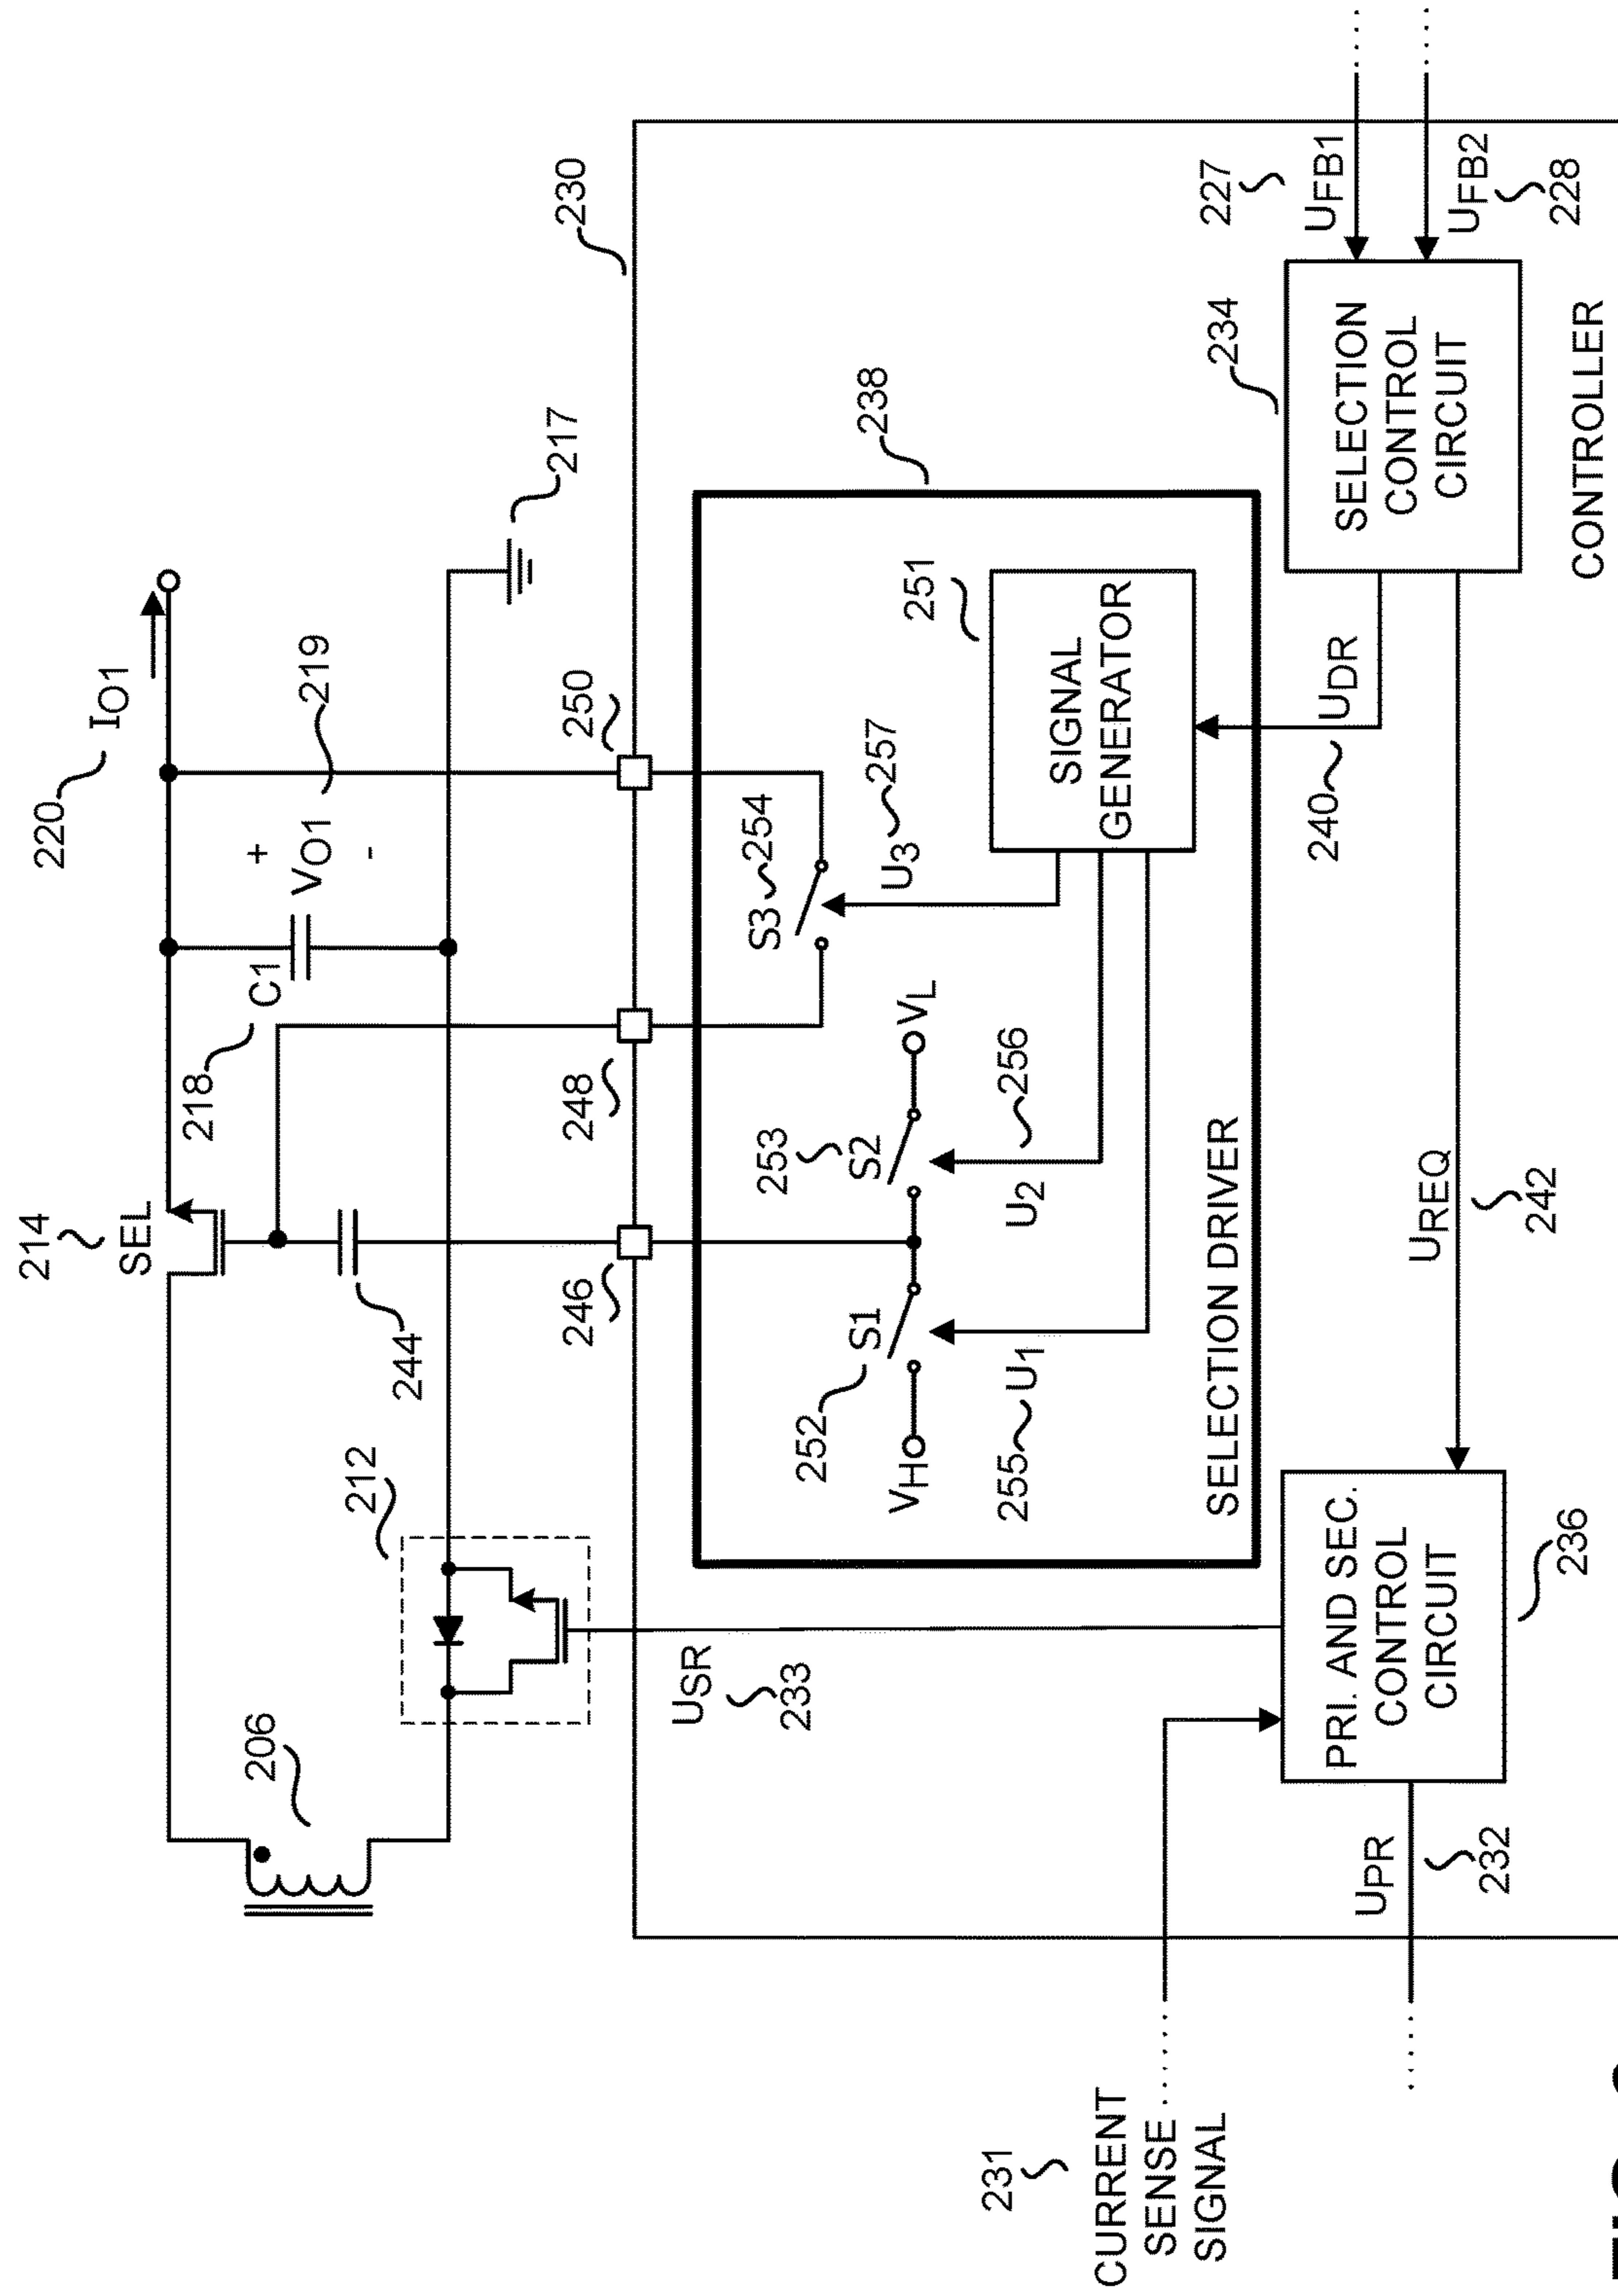 220
IO1
214
SEL
218
C1
+
VO1
-
219
217
206
212
244
246
248
250
230
USR
233
238
252
S1
253
S2
S3
254
VH
VL
255
U1
U2
256
U3
257
251
SIGNAL
GENERATOR
SELECTION DRIVER
231
CURRENT
SENSE
SIGNAL
240
UDR
234
227
UFB1
UFB2
228
SELECTION
CONTROL
CIRCUIT
UPR
232
PRI. AND SEC.
CONTROL
CIRCUIT
236
UREQ
242
CONTROLLER